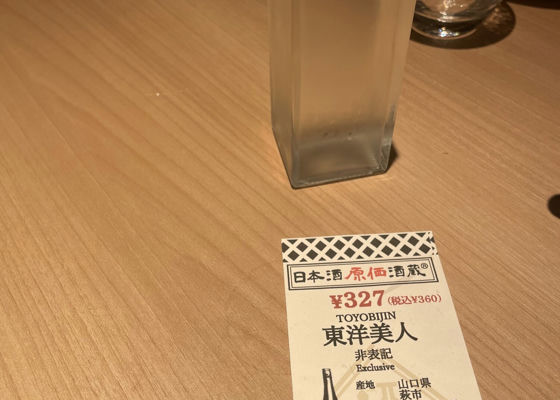 日本酒原価酒蔵®
¥327(税込¥360)
TOYOBIJIN
東洋美人
非表記
Exclusive
産地 山口県
萩市